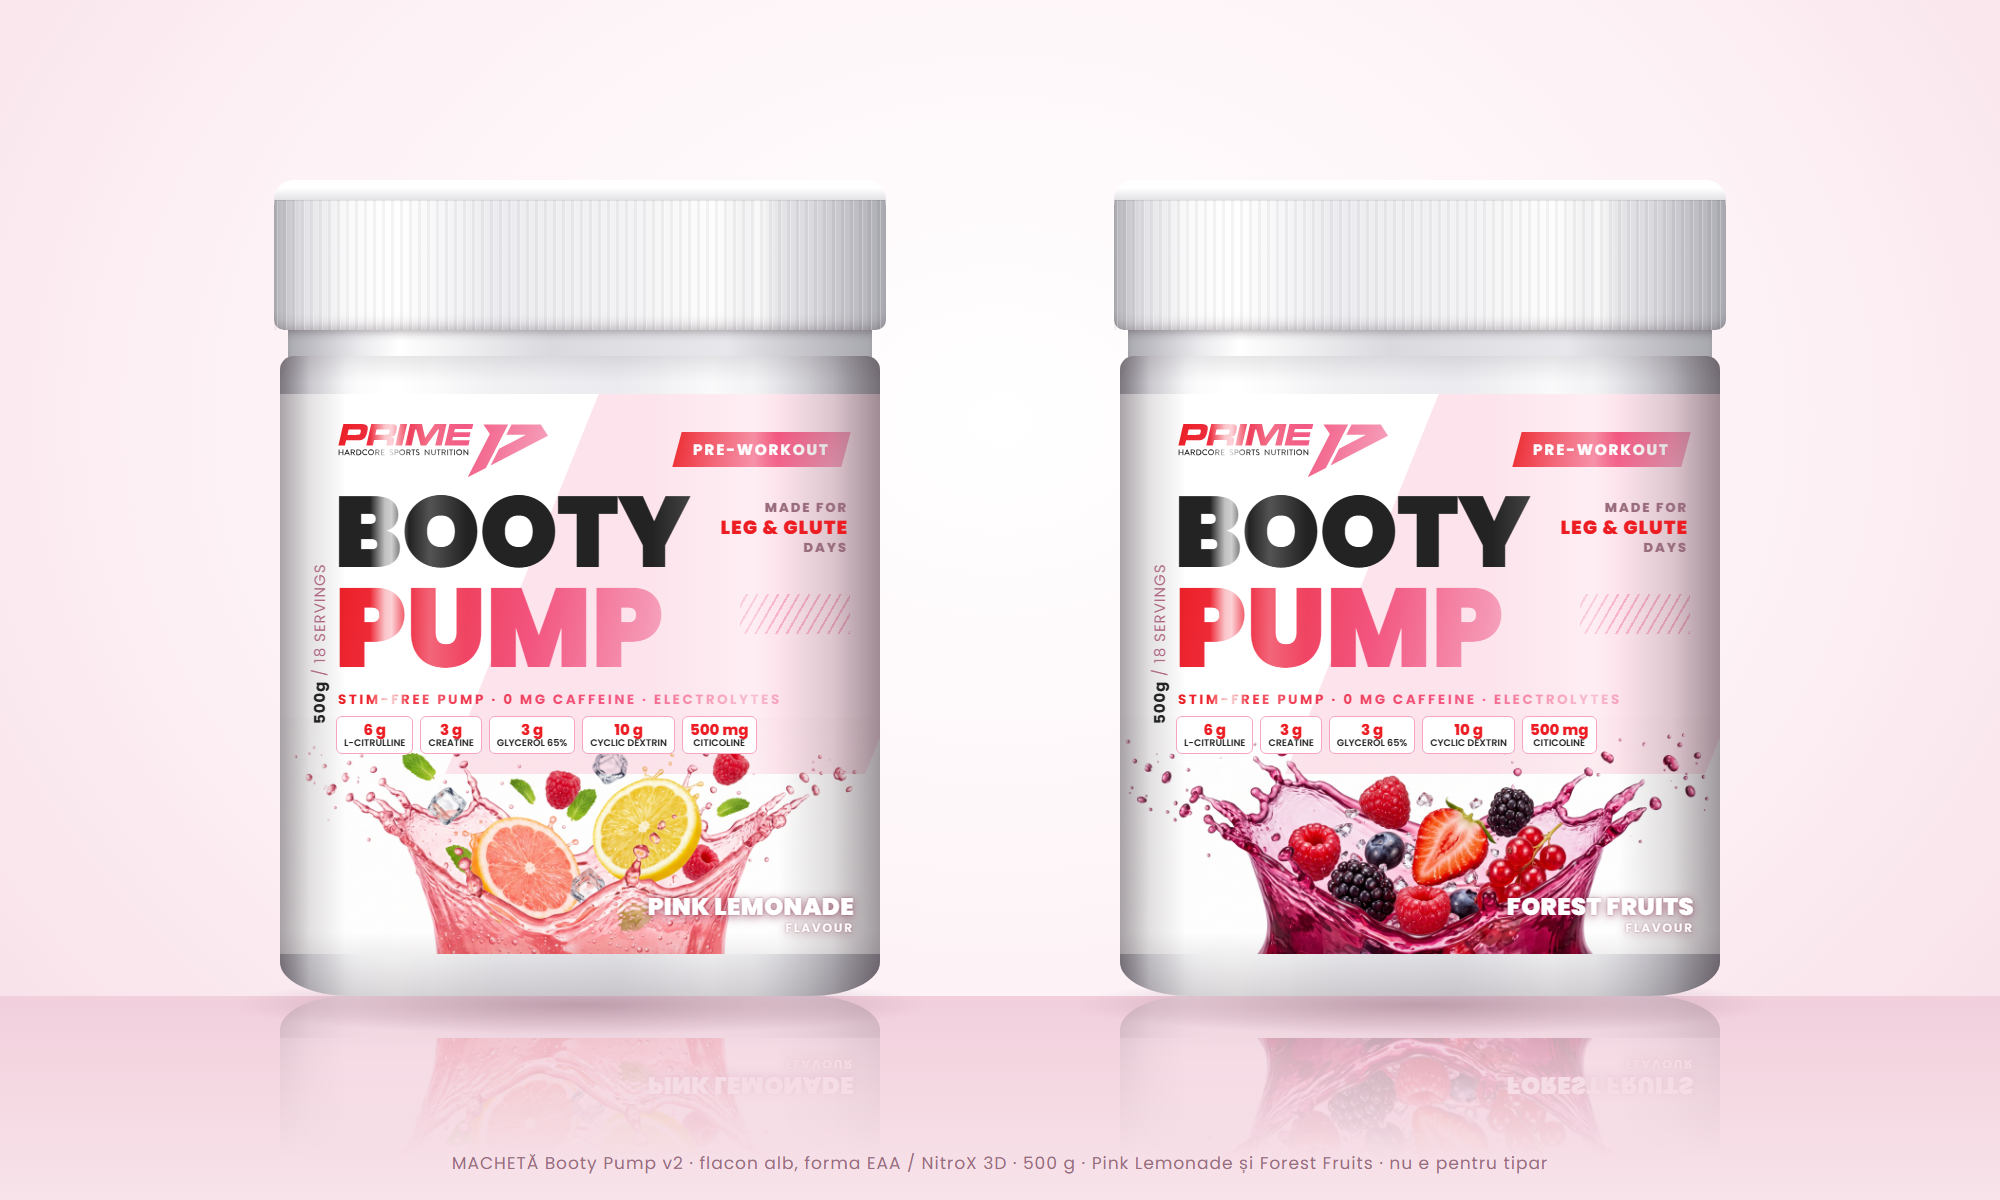 PRIME
HARDCORE SPORTS NUTRITION
PRE-WORKOUT
BOOTY
PUMP
MADE FOR
LEG & GLUTE
DAYS
500g / 18 SERVINGS
STIM-FREE PUMP · 0 MG CAFFEINE · ELECTROLYTES
6 g L-CITRULLINE
3 g CREATINE
3 g GLYCEROL 65%
10 g CYCLIC DEXTRIN
500 mg CITICOLINE
PINK LEMONADE
FLAVOUR
PRIME
HARDCORE SPORTS NUTRITION
PRE-WORKOUT
BOOTY
PUMP
MADE FOR
LEG & GLUTE
DAYS
500g / 18 SERVINGS
STIM-FREE PUMP · 0 MG CAFFEINE · ELECTROLYTES
6 g L-CITRULLINE
3 g CREATINE
3 g GLYCEROL 65%
10 g CYCLIC DEXTRIN
500 mg CITICOLINE
FOREST FRUITS
FLAVOUR
MACHETĂ Booty Pump v2 · flacon alb, forma EAA / NitroX 3D · 500 g · Pink Lemonade și Forest Fruits · nu e pentru tipar